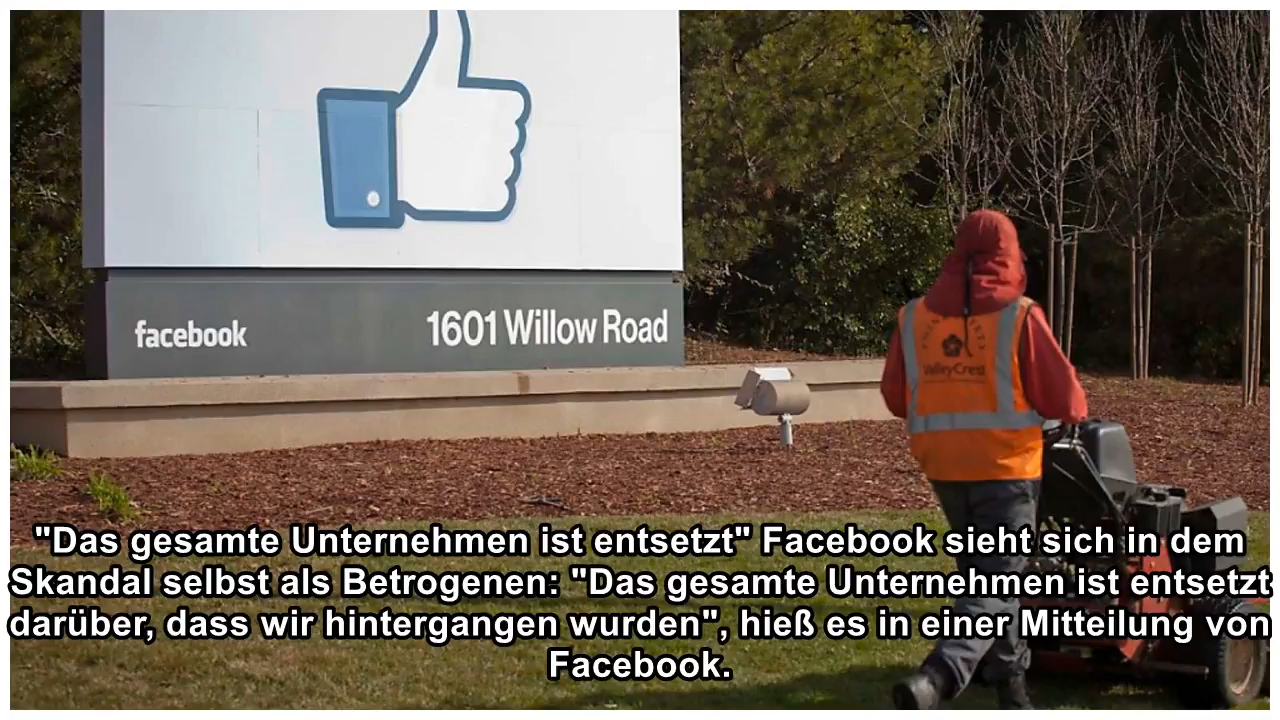 facebook
1601 Willow Road
ValleyCrest
"Das gesamte Unternehmen ist entsetzt" Facebook sieht sich in dem
Skandal selbst als Betrogenen: "Das gesamte Unternehmen ist entsetzt
darüber, dass wir hintergangen wurden", hieß es in einer Mitteilung von
Facebook.